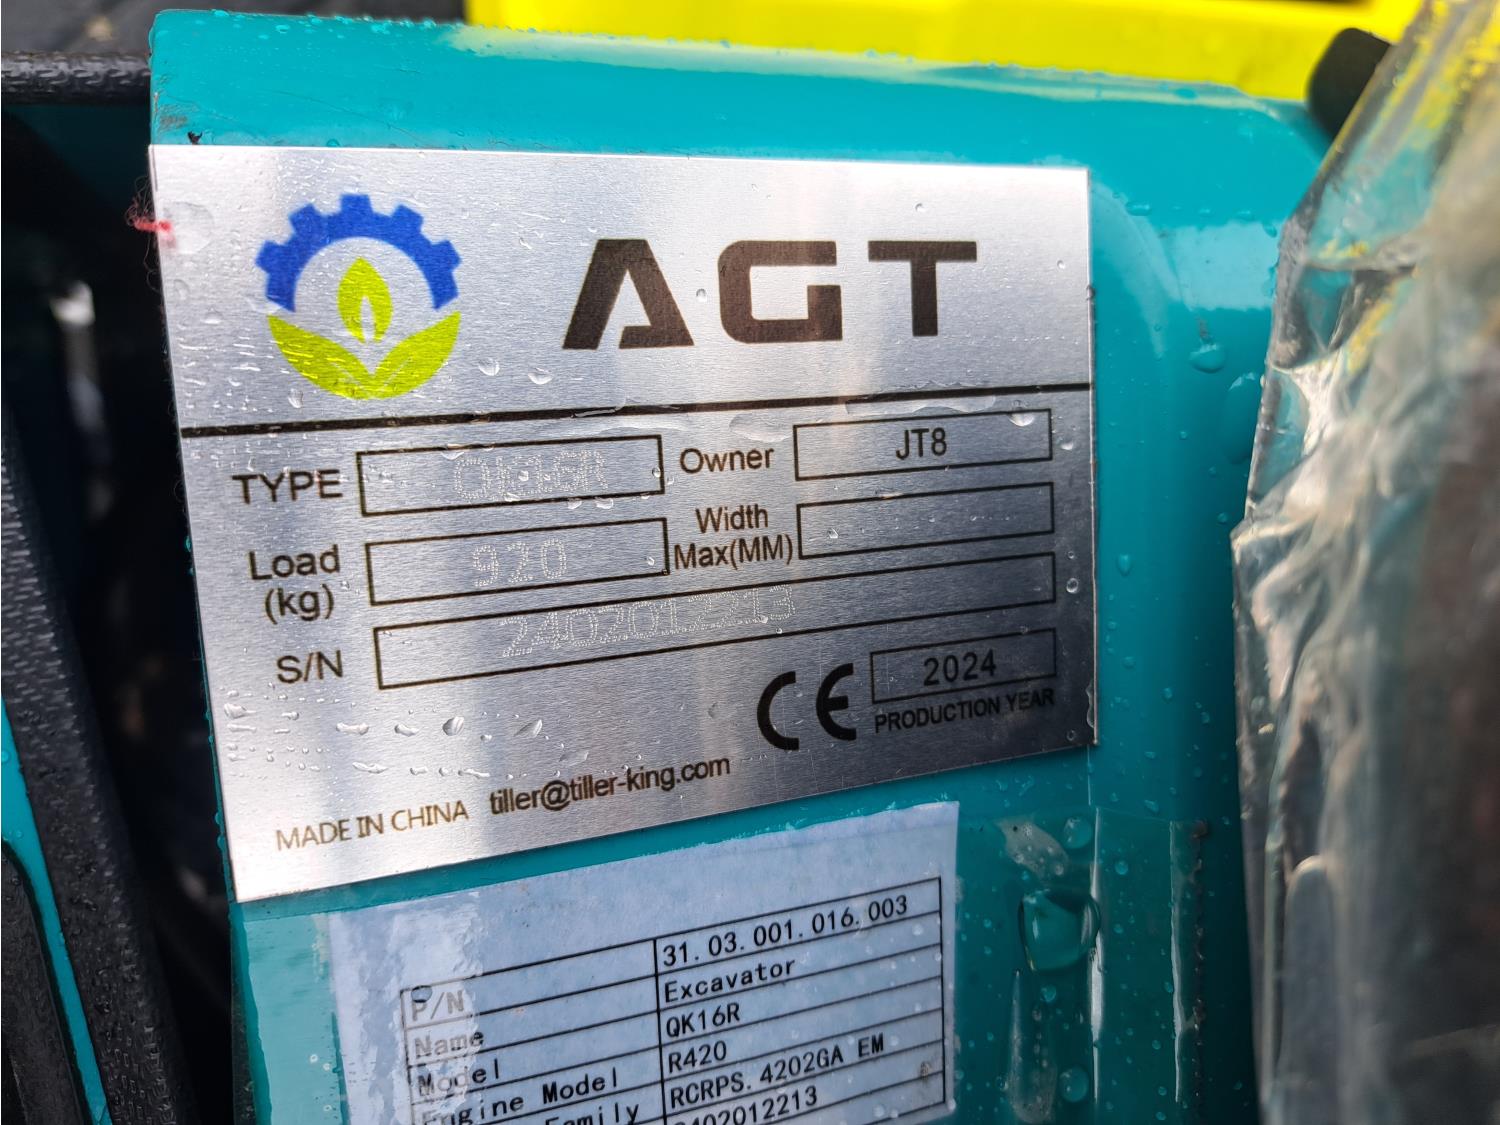 AGT
TYPE QK16R Owner JT8
Load (kg) 920 Width Max(MM)
S/N 2402012213
CE 2024
PRODUCTION YEAR
MADE IN CHINA tiller@tiller-king.com
P/N 31.03.001.016.003
Name Excavator
Model QK16R
Engine Model R420
Family RCRPS.4202GA EM
2402012213